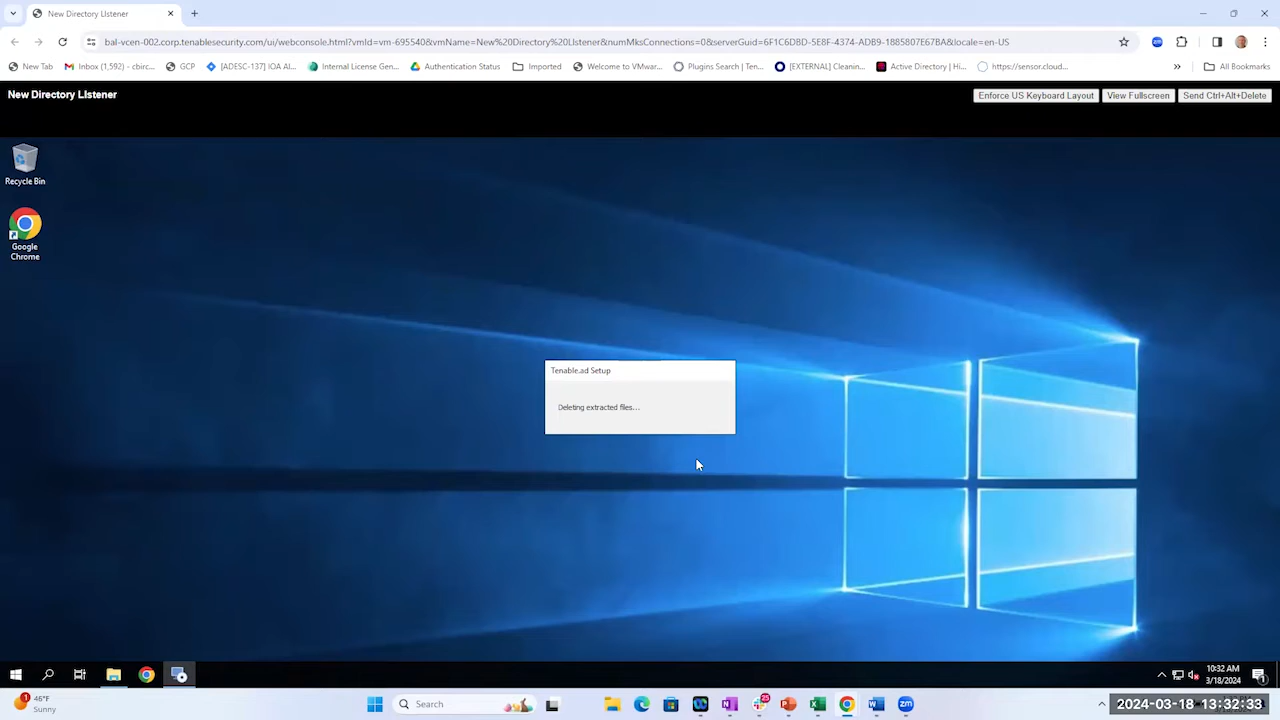 New Directory LIstener
bal-vcen-002.corp.tenablesecurity.com/ui/webconsole.html?vmId=vm-695540&vmName=New%20Directory%20LIstener&numMksConnections=0&serverGuid=6F1C6DBD-5E8F-4374-ADB9-1885807E67BA&locale=en-US
New Tab
Inbox (1,592) - cbirc...
GCP
[ADESC-137] IOA Al...
Internal License Gen...
Authentication Status
Imported
Welcome to VMwar...
Plugins Search | Ten...
[EXTERNAL] Cleanin...
Active Directory | Hi...
https://sensor.cloud...
»
All Bookmarks
New Directory LIstener
Enforce US Keyboard Layout
View Fullscreen
Send Ctrl+Alt+Delete
Recycle Bin
Google
Chrome
Tenable.ad Setup
Deleting extracted files...
10:32 AM
3/18/2024
1
1
46°F
Sunny
Search
25
zm
2024-03-18 13:32:33